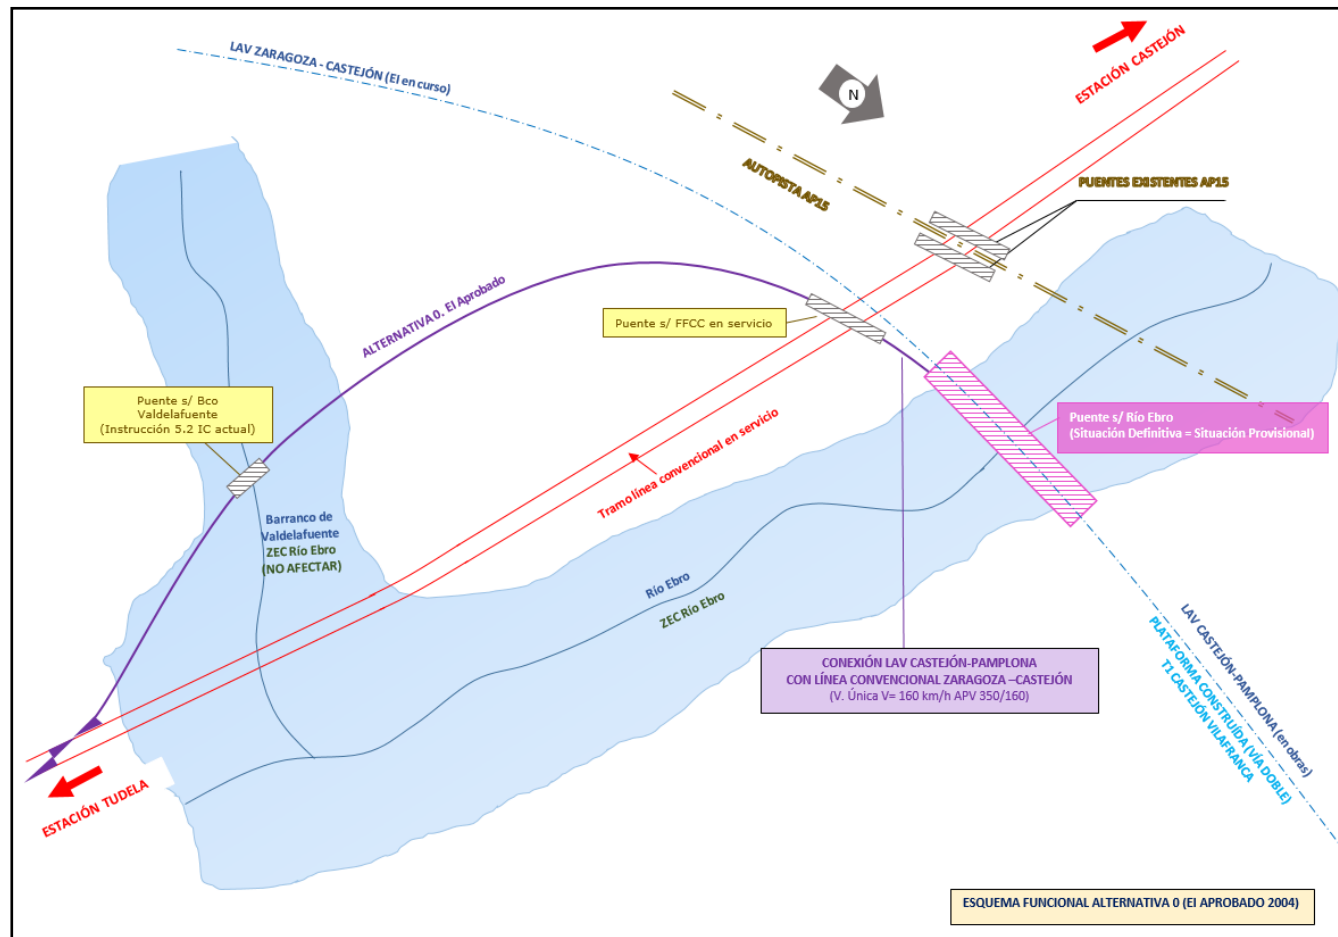 LAV ZARAGOZA - CASTEJÓN (EI en curso)
ESTACIÓN CASTEJÓN
N
AUTOPISTA AP15
PUENTES EXISTENTES AP15
ALTERNATIVA 0. EI Aprobado
Puente s/ FFCC en servicio
Puente s/ Bco
Valdelafuente
(Instrucción 5.2 IC actual)
Puente s/ Río Ebro
(Situación Definitiva = Situación Provisional)
Tramo línea convencional en servicio
Barranco de
Valdelafuente
ZEC Río Ebro
(NO AFECTAR)
Río Ebro
ZEC Río Ebro
CONEXIÓN LAV CASTEJÓN-PAMPLONA
CON LÍNEA CONVENCIONAL ZARAGOZA –CASTEJÓN
(V. Única V= 160 km/h APV 350/160)
LAV CASTEJÓN-PAMPLONA (en obras)
PLATAFORMA CONSTRUÍDA (VÍA DOBLE)
T1 CASTEJÓN VILAFRANCA
ESTACIÓN TUDELA
ESQUEMA FUNCIONAL ALTERNATIVA 0 (EI APROBADO 2004)